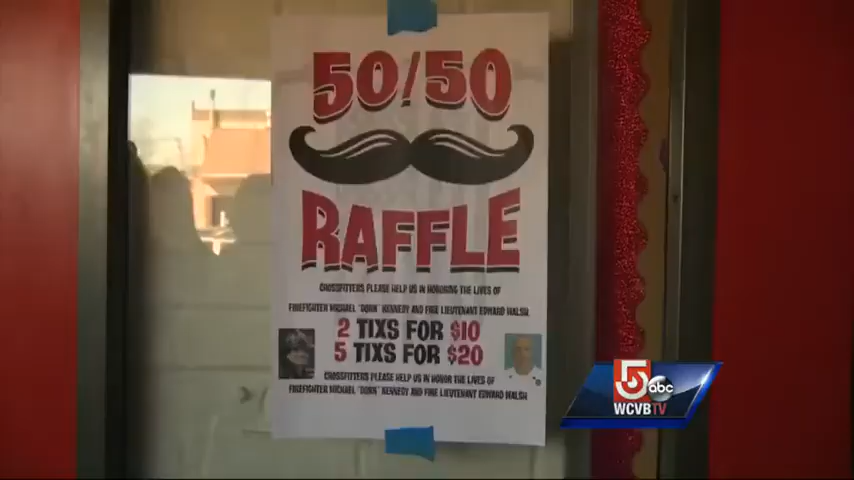 50/50
RAFFLE
CROSSFITTERS PLEASE HELP US IN HONORING THE LIVES OF
FIREFIGHTER MICHAEL "DORK" KENNEDY AND FIRE LIEUTENANT EDWARD WALSH.
2 TIXS FOR $10
5 TIXS FOR $20
CROSSFITTERS PLEASE HELP US IN HONOR THE LIVES OF
FIREFIGHTER MICHAEL "DORK" KENNEDY AND FIRE LIEUTENANT EDWARD WALSH
5 abc
WCVBTV